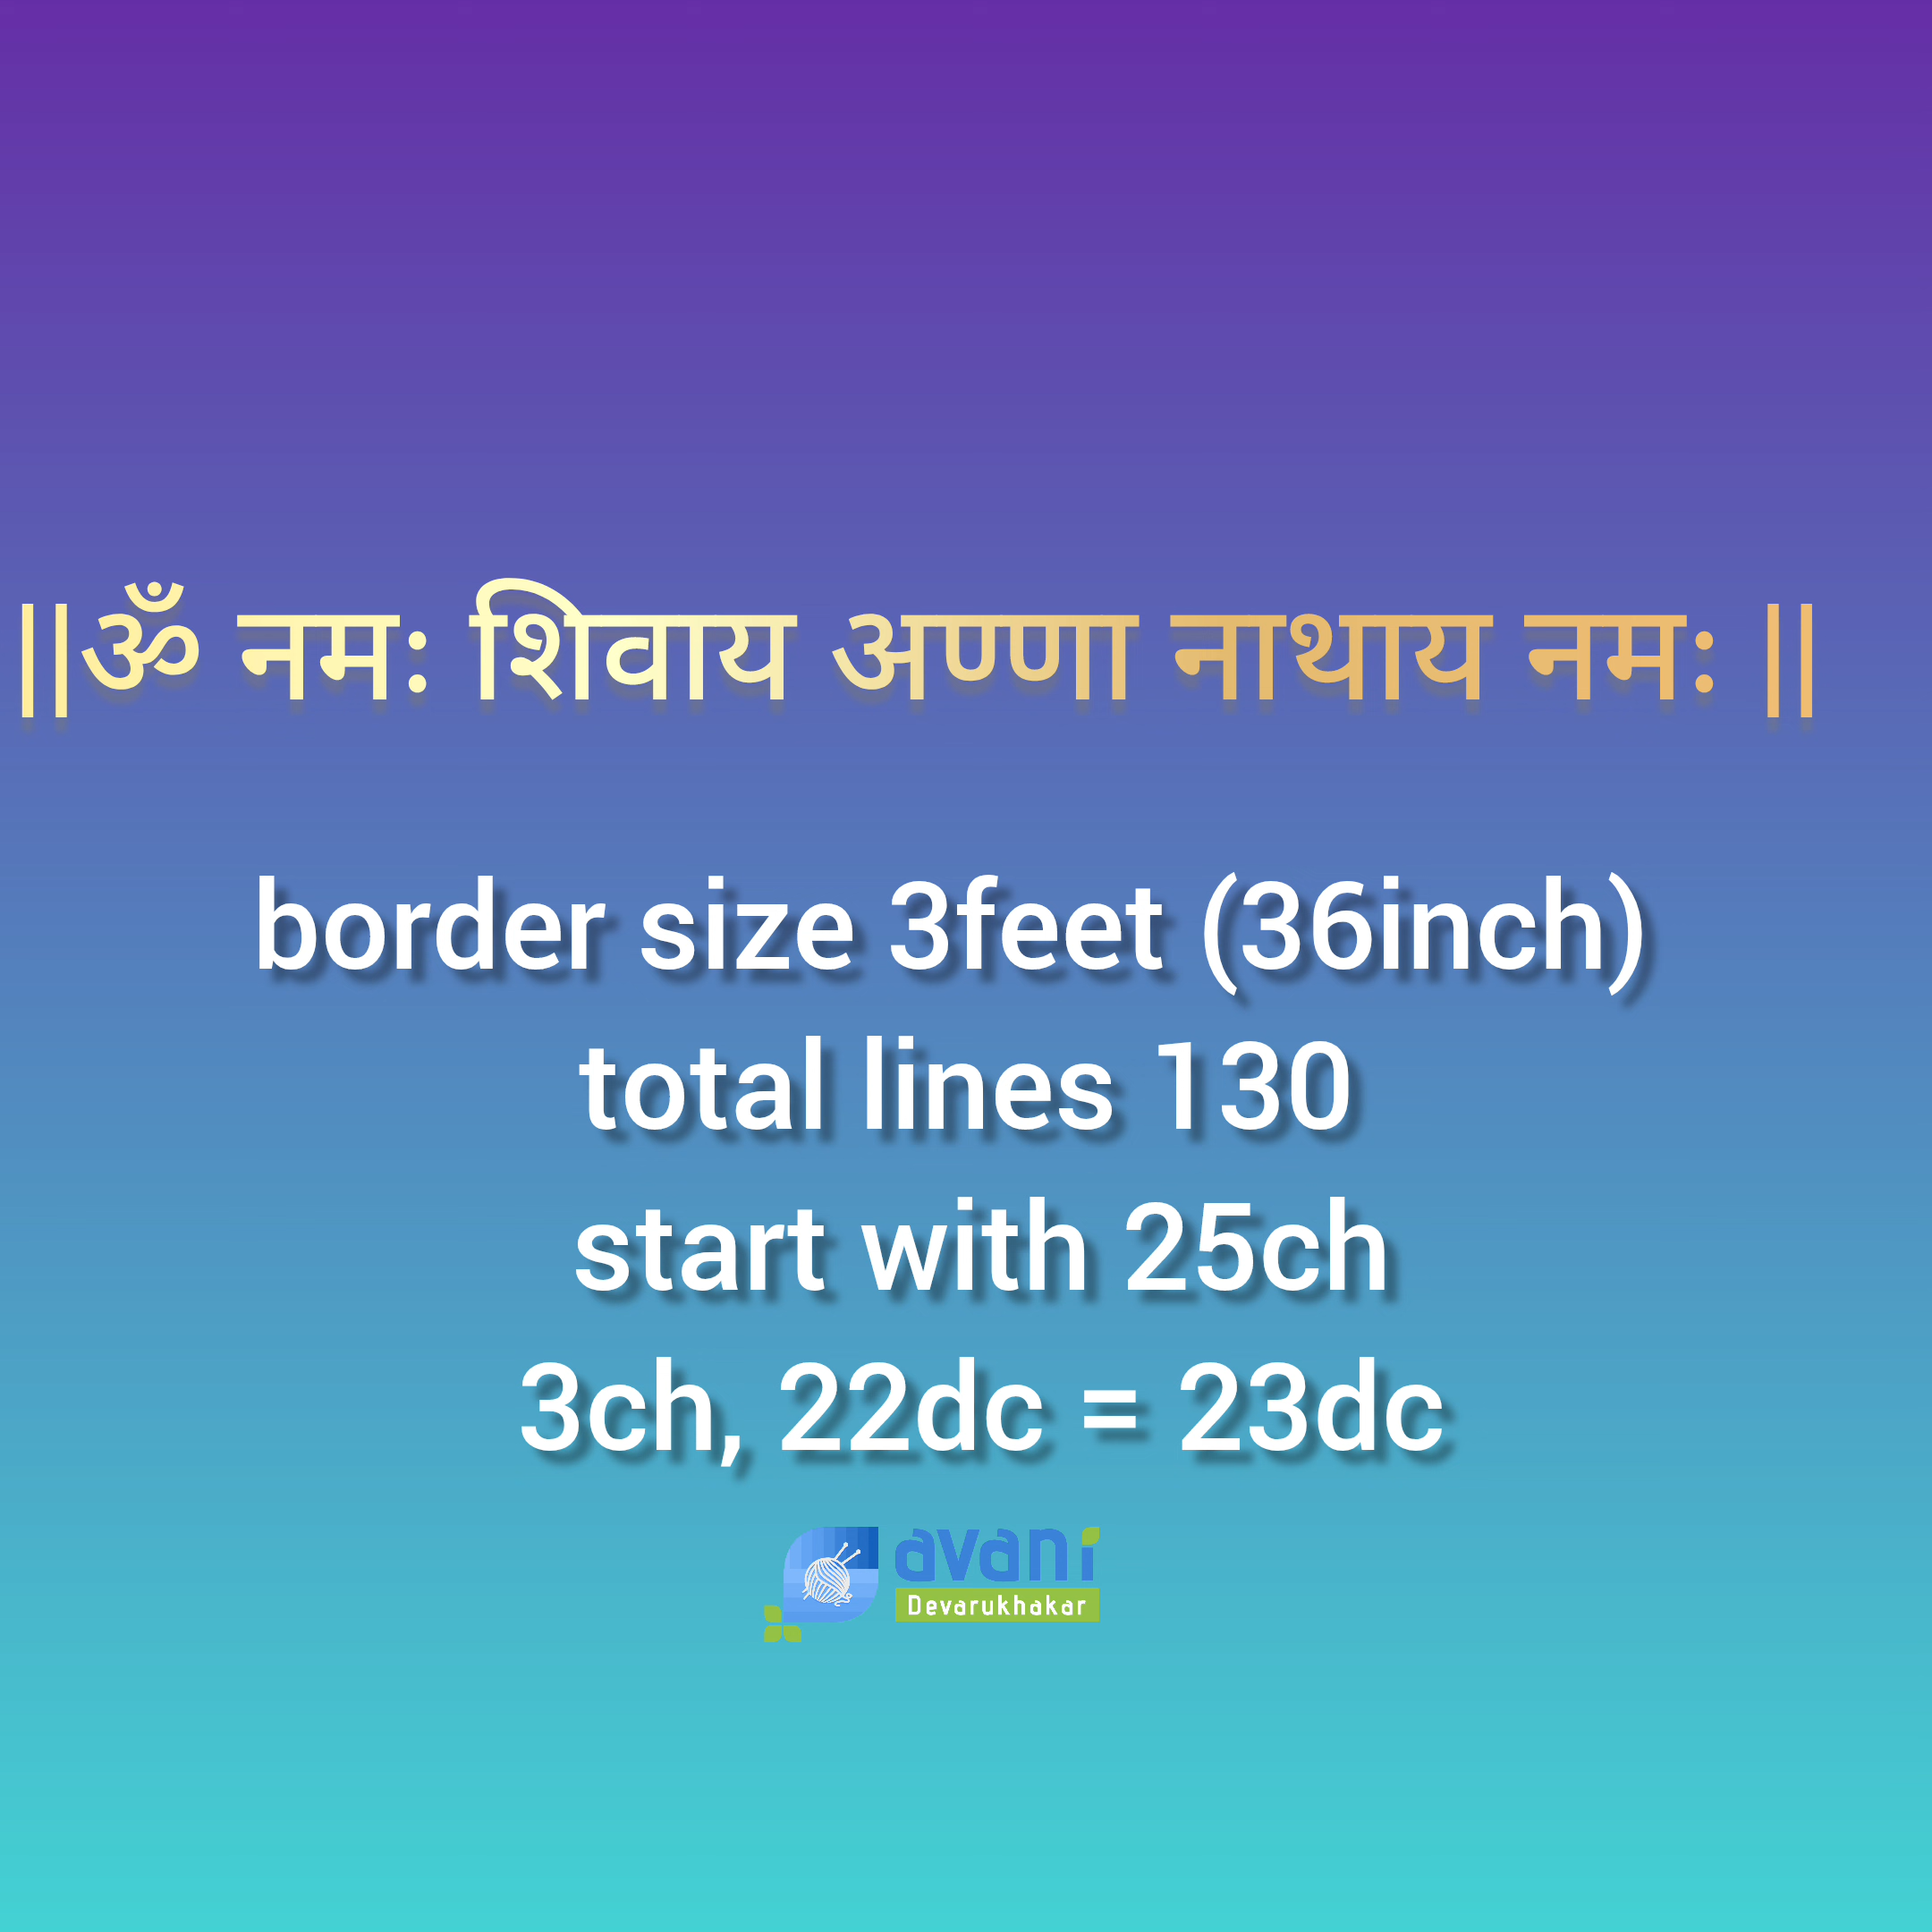 ||ॐ नमः शिवाय अण्णा नाथाय नमः ||
border size 3feet (36inch)
total lines 130
start with 25ch
3ch, 22dc = 23dc
avani
Devarukhakar